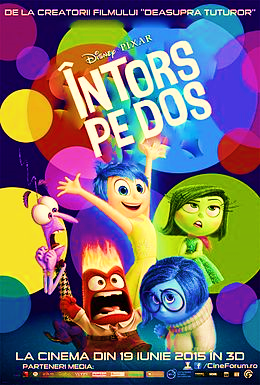 DE LA CREATORII FILMULUI "DEASUPRA TUTUROR"
Disney PIXAR
ÎNTORS
PE DOS
LA CINEMA DIN 19 IUNIE 2015 ÎN 3D
PARTENERI MEDIA:
/CineForum.ro